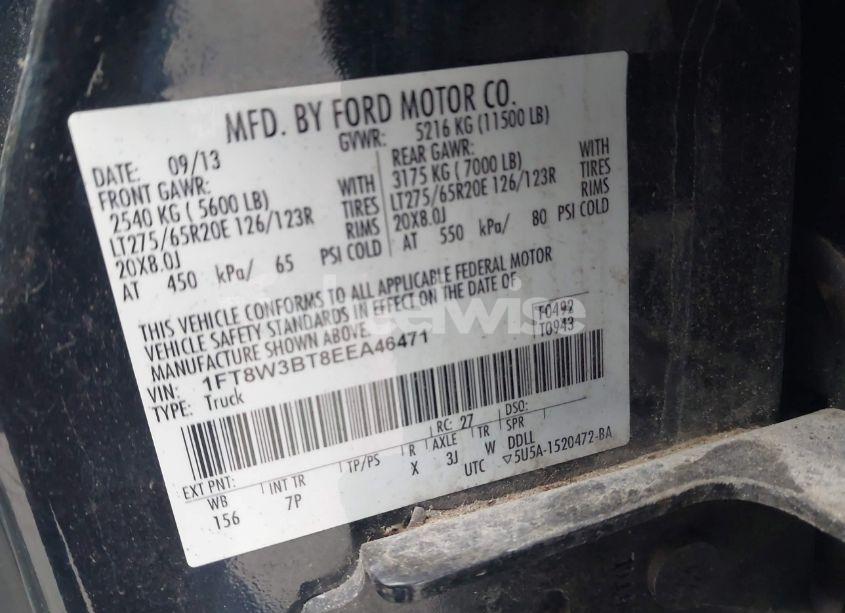 MFD. BY FORD MOTOR CO.
DATE: 09/13 GVWR: 5216 KG (11500 LB)
FRONT GAWR: REAR GAWR:
2540 KG ( 5600 LB) WITH 3175 KG ( 7000 LB) WITH
LT275/65R20E 126/123R TIRES LT275/65R20E 126/123R TIRES
20X8.0J RIMS 20X8.0J RIMS
AT 450 kPa/ 65 PSI COLD AT 550 kPa/ 80 PSI COLD
THIS VEHICLE CONFORMS TO ALL APPLICABLE FEDERAL MOTOR
VEHICLE SAFETY STANDARDS IN EFFECT ON THE DATE OF
MANUFACTURE SHOWN ABOVE.
VIN: 1FT8W3BT8EEA46471
TYPE: Truck
T0492
T0943
EXT PNT: RC: 27 DSO:
WB INT TR TP/PS R AXLE TR SPR
156 7P X 3J W DDLL
UTC ▽5U5A-1520472-BA